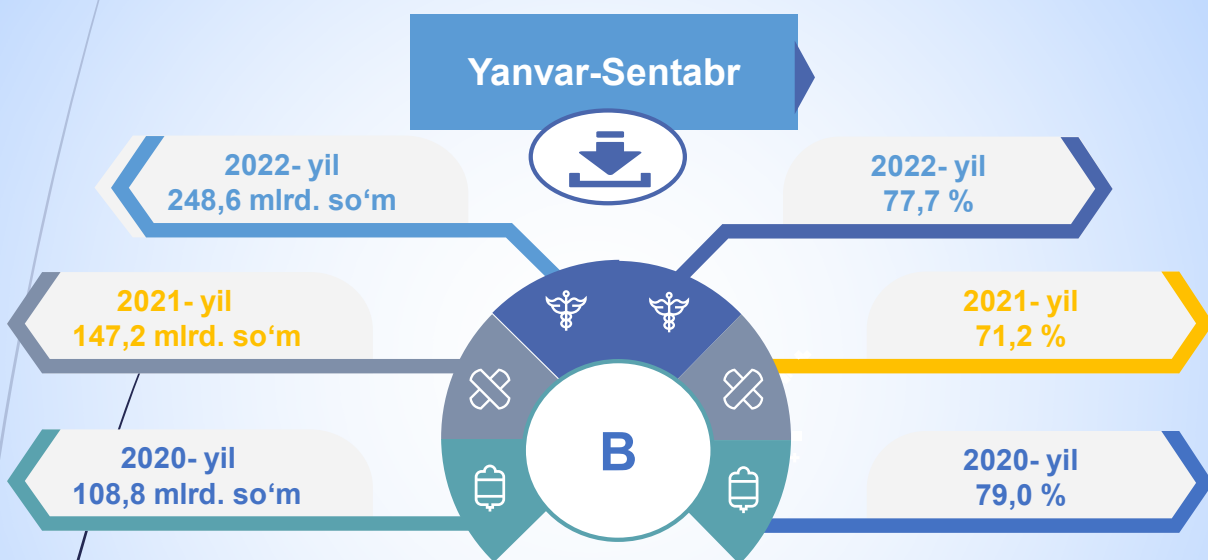 Yanvar-Sentabr
2022- yil
248,6 mlrd. so‘m
2022- yil
77,7 %
2021- yil
147,2 mlrd. so‘m
2021- yil
71,2 %
B
2020- yil
108,8 mlrd. so‘m
2020- yil
79,0 %